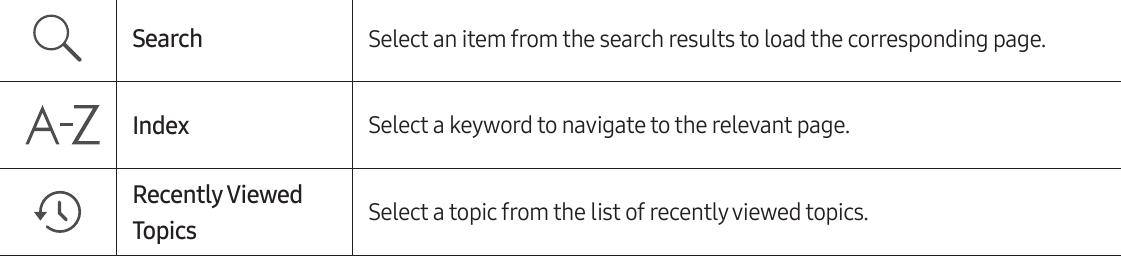 Search
Select an item from the search results to load the corresponding page.
A-Z
Index
Select a keyword to navigate to the relevant page.
Recently Viewed
Topics
Select a topic from the list of recently viewed topics.